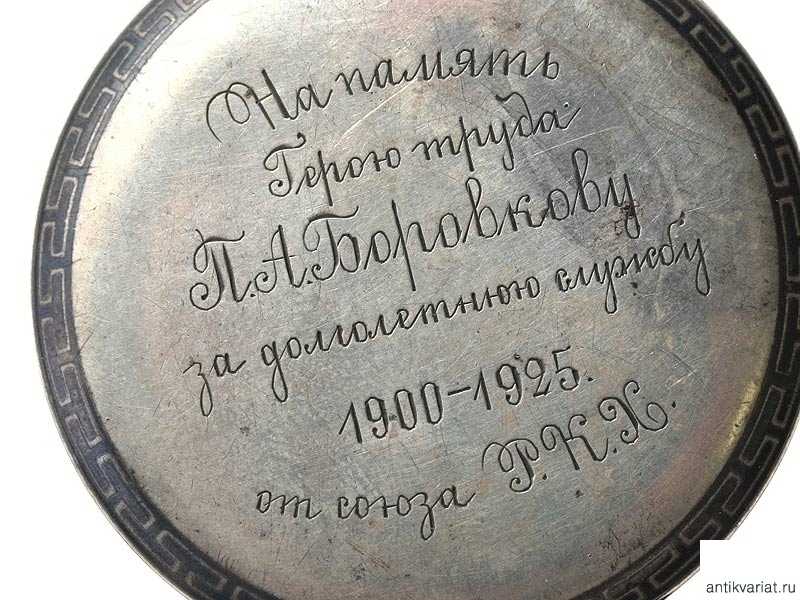 На память
Герою труда
П.А.Боровкову
за долголетнюю службу
1900-1925.
от союза Р.К.Х.
antikvariat.ru